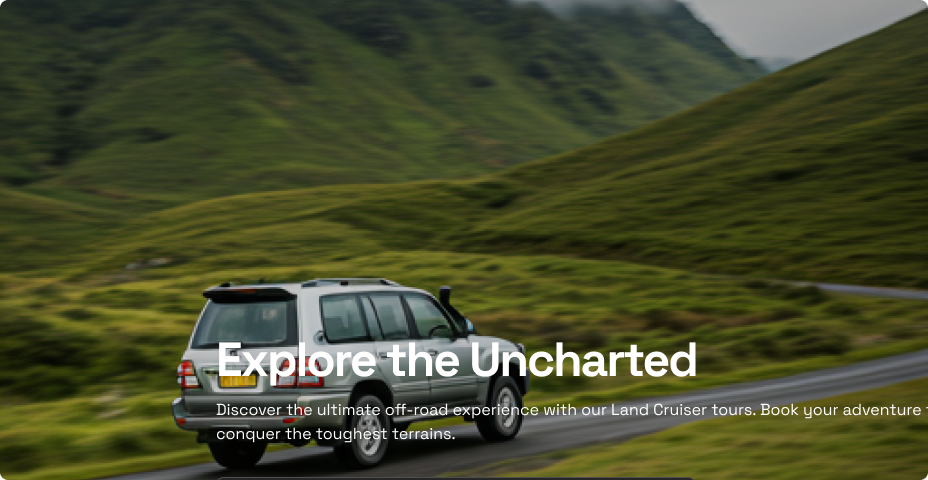 Explore the Uncharted
Discover the ultimate off-road experience with our Land Cruiser tours. Book your adventure
conquer the toughest terrains.